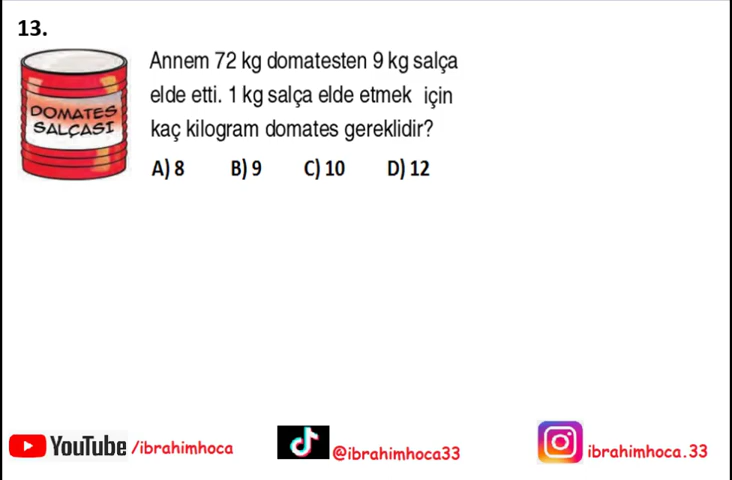 13.
DOMATES
SALÇASI
Annem 72 kg domatesten 9 kg salça
elde etti. 1 kg salça elde etmek için
kaç kilogram domates gereklidir?
A) 8 B) 9 C) 10 D) 12
YouTube /ibrahimhoca
@ibrahimhoca33
ibrahimhoca.33